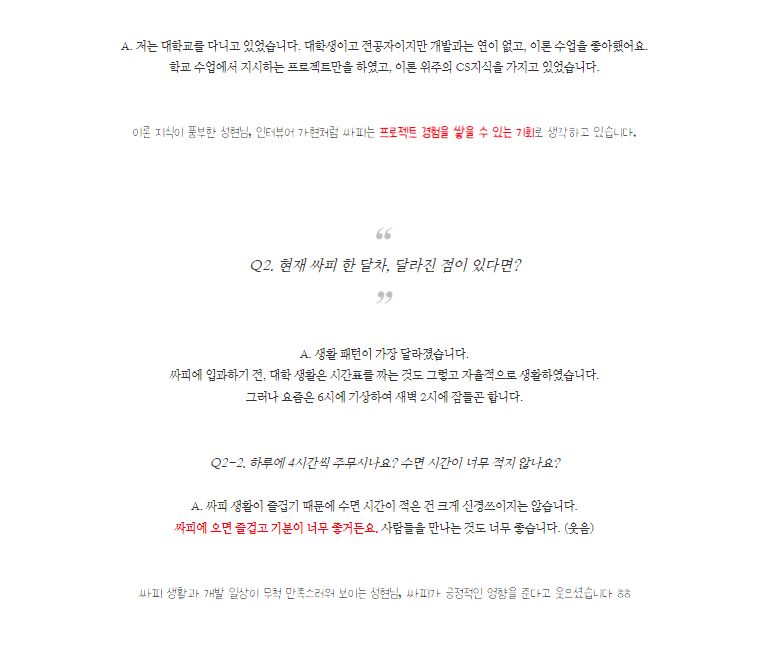 A. 저는 대학교를 다니고 있었습니다. 대학생이고 전공자이지만 개발과는 연이 없고, 이론 수업을 좋아했어요.
학교 수업에서 지시하는 프로젝트만을 하였고, 이론 위주의 CS지식을 가지고 있었습니다.
이론 지식이 풍부한 성현님, 인터뷰어 가현처럼 싸피는 프로젝트 경험을 쌓을 수 있는 기회로 생각하고 있습니다.
“
Q2. 현재 싸피 한 달차, 달라진 점이 있다면?
”
A. 생활 패턴이 가장 달라졌습니다.
싸피에 입과하기 전, 대학 생활은 시간표를 짜는 것도 그렇고 자율적으로 생활하였습니다.
그러나 요즘은 6시에 기상하여 새벽 2시에 잠들곤 합니다.
Q2-2. 하루에 4시간씩 주무시나요? 수면 시간이 너무 적지 않나요?
A. 싸피 생활이 즐겁기 때문에 수면 시간이 적은 건 크게 신경쓰이지는 않습니다.
싸피에 오면 즐겁고 기분이 너무 좋거든요. 사람들을 만나는 것도 너무 좋습니다. (웃음)
싸피 생활과 개발 일상이 무척 만족스러워 보이는 성현님, 싸피가 긍정적인 영향을 준다고 웃으셨습니다 ㅎㅎ